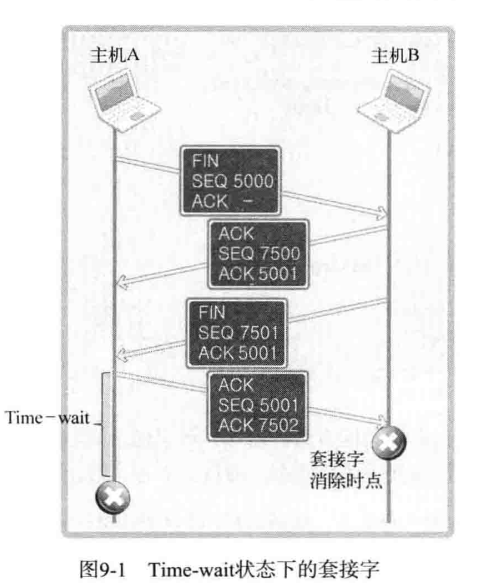 主机A
主机B
FIN
SEQ 5000
ACK －
ACK
SEQ 7500
ACK 5001
FIN
SEQ 7501
ACK 5001
ACK
SEQ 5001
ACK 7502
Time－wait
套接字
消除时点
图9-1 Time-wait状态下的套接字